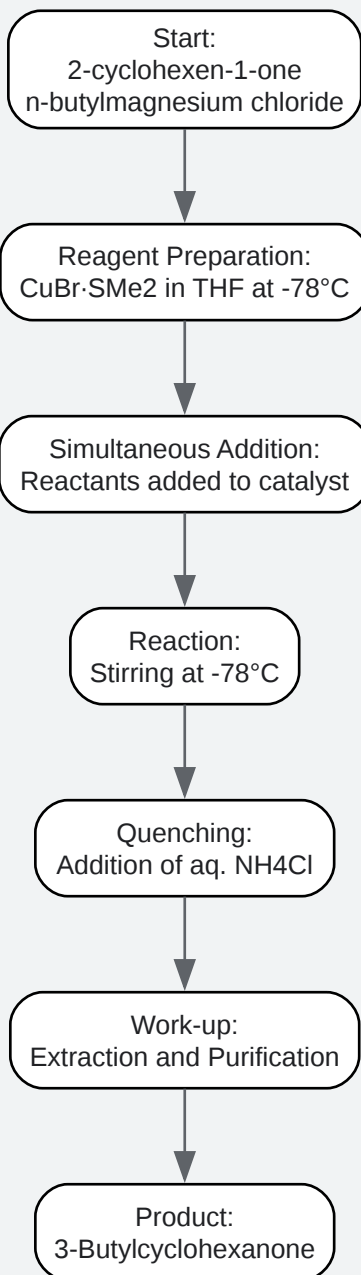 Start:
2-cyclohexen-1-one
n-butylmagnesium chloride
Reagent Preparation:
CuBr·SMe2 in THF at -78°C
Simultaneous Addition:
Reactants added to catalyst
Reaction:
Stirring at -78°C
Quenching:
Addition of aq. NH4Cl
Work-up:
Extraction and Purification
Product:
3-Butylcyclohexanone